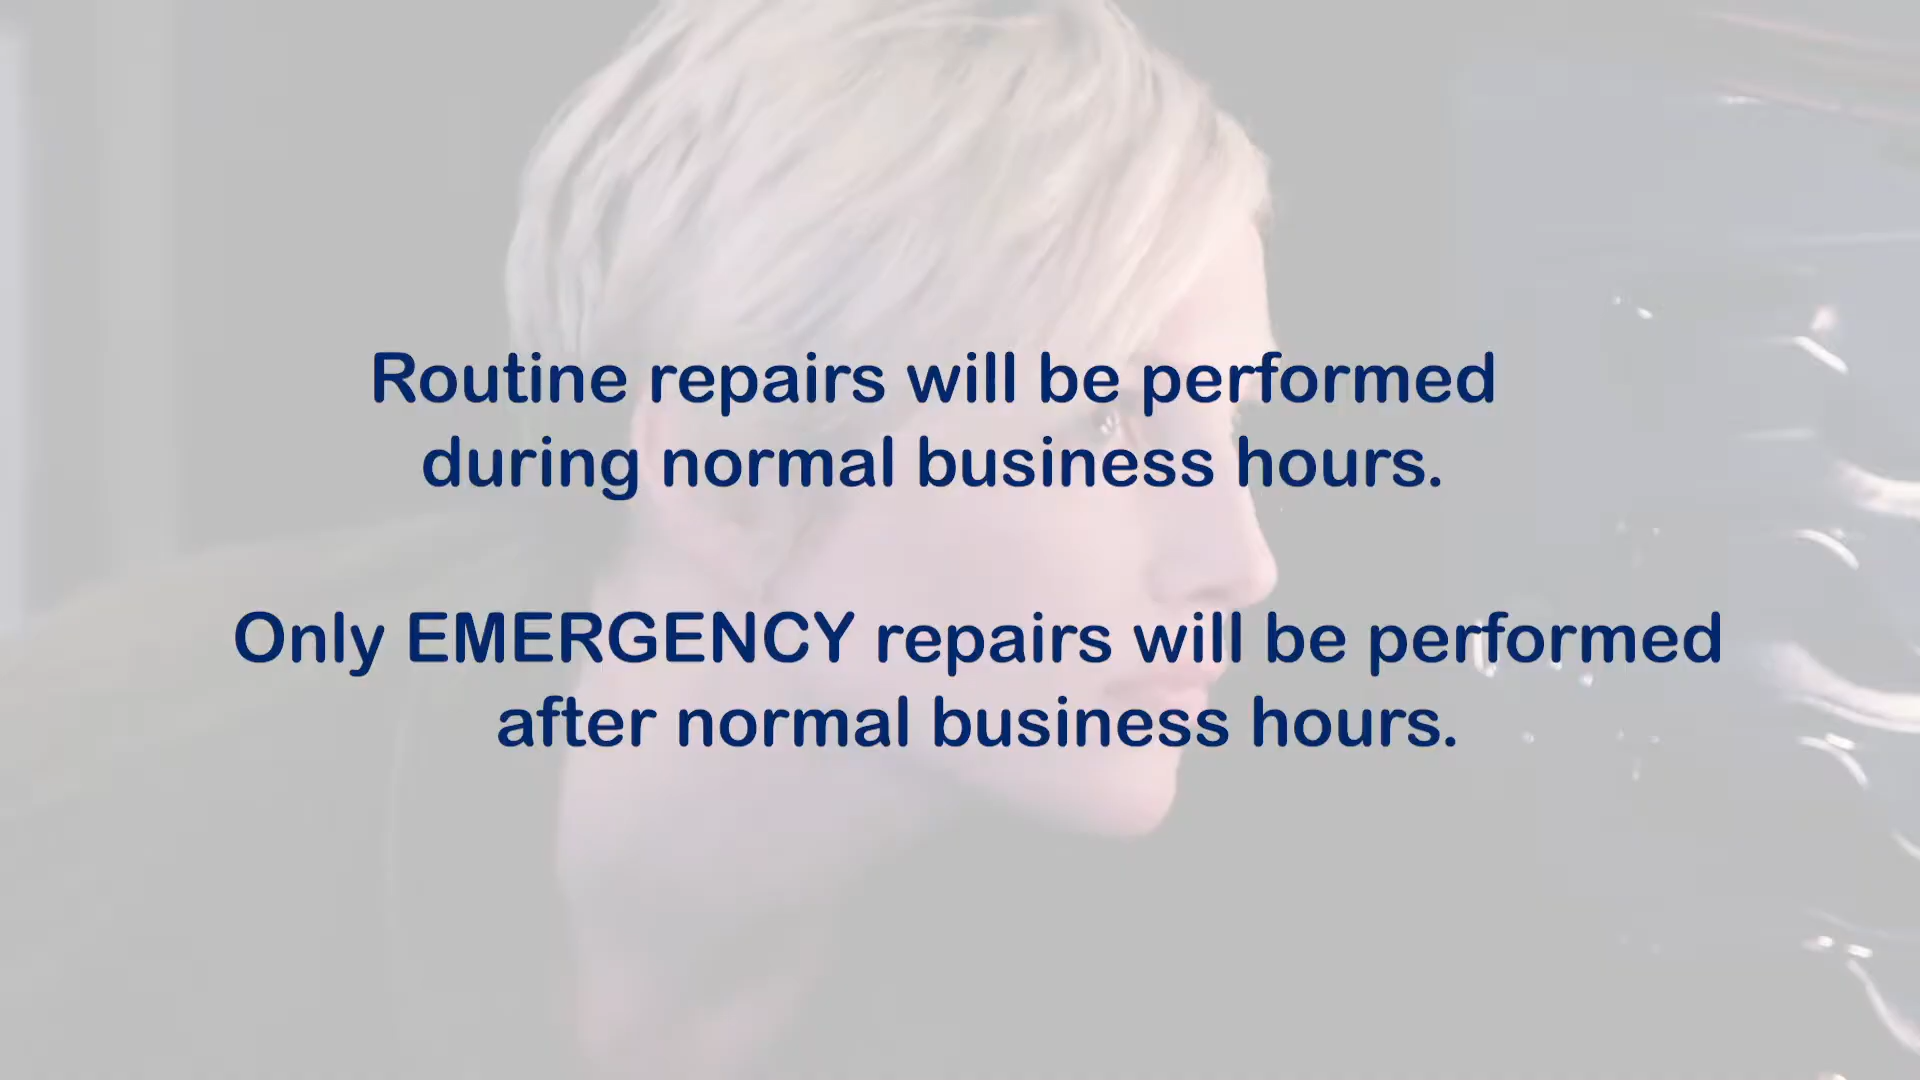 Routine repairs will be performed
during normal business hours.
Only EMERGENCY repairs will be performed
after normal business hours.